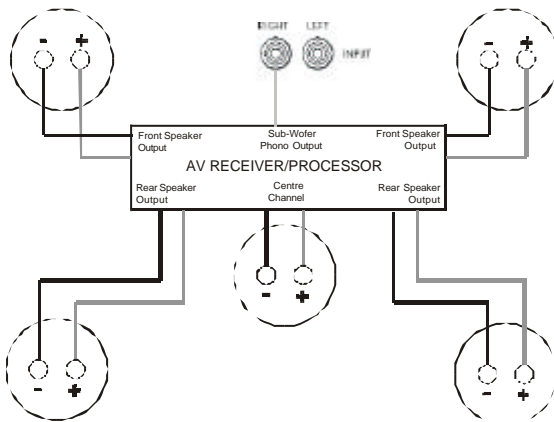 RIGHT LEFT
INPUT
- +
- +
Front Speaker
Output
Sub-Wofer
Phono Output
Front Speaker
Output
AV RECEIVER/PROCESSOR
Rear Speaker
Output
Centre
Channel
Rear Speaker
Output
- +
- +
- +